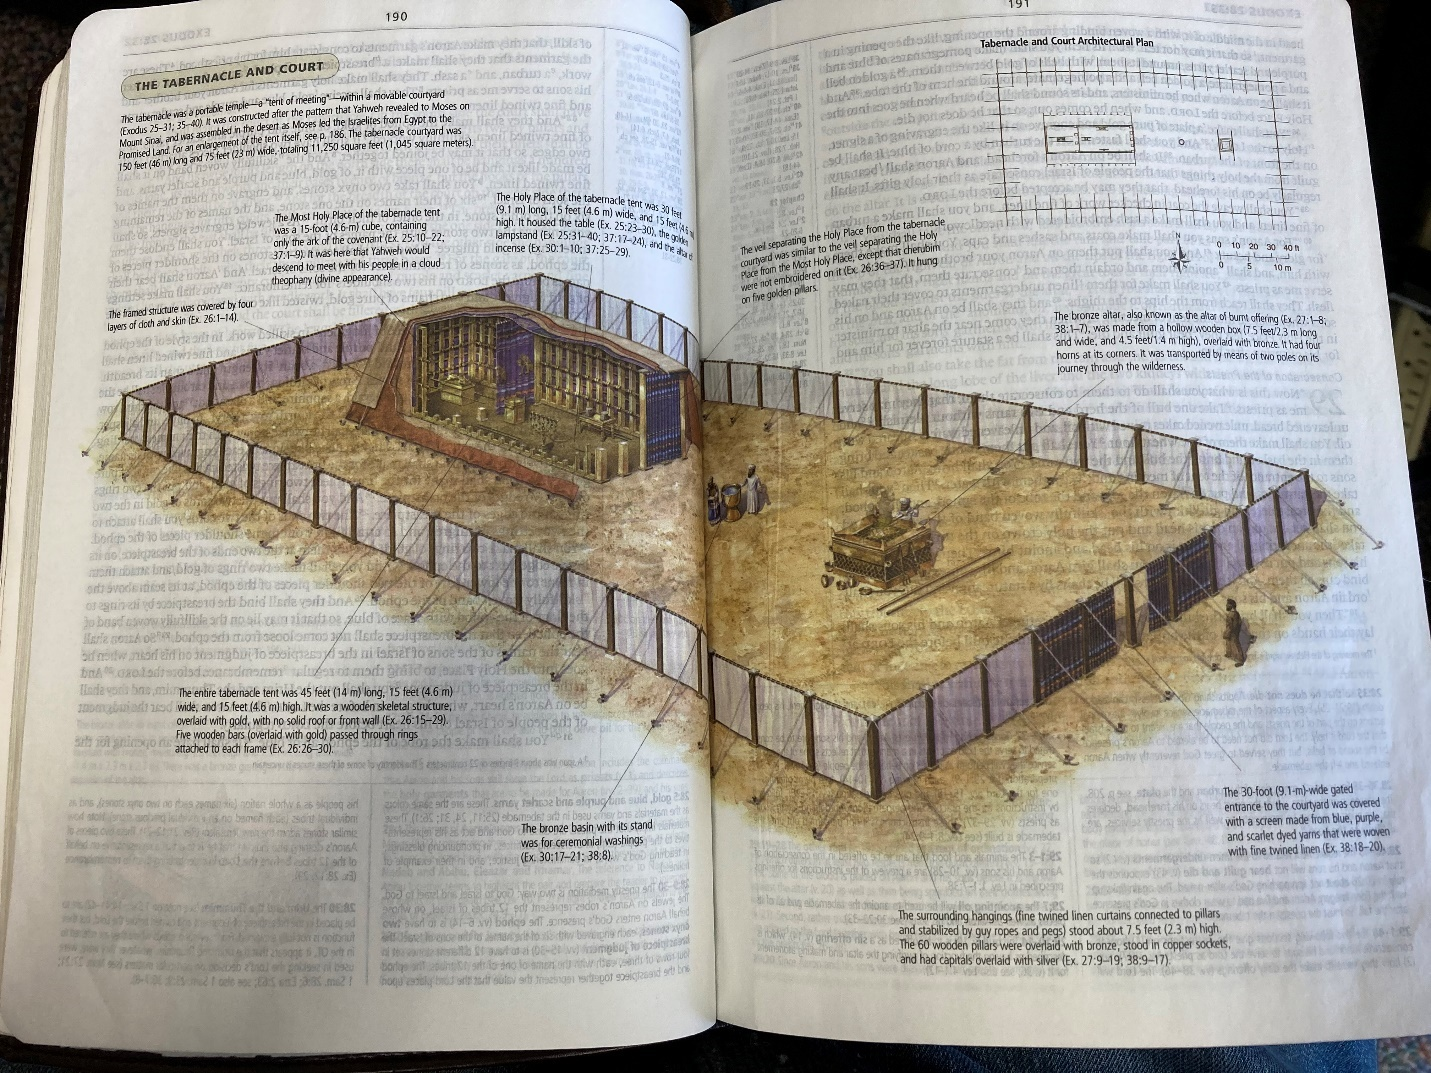 190
THE TABERNACLE AND COURT
The tabernacle was a portable temple—a "tent of meeting"—within a movable courtyard
(Exodus 25–31; 35–40). It was constructed after the pattern that Yahweh revealed to Moses on
Mount Sinai, and was assembled in the desert as Moses led the Israelites from Egypt to the
Promised Land. For an enlargement of the tent itself, see p. 186. The tabernacle courtyard was
150 feet (46 m) long and 75 feet (23 m) wide, totaling 11,250 square feet (1,045 square meters).
The Most Holy Place of the tabernacle tent
was a 15-foot (4.6-m) cube, containing
only the ark of the covenant (Ex. 25:10–22;
37:1–9). It was here that Yahweh would
descend to meet with his people in a cloud
theophany (divine appearance).
The Holy Place of the tabernacle tent was 30 feet
(9.1 m) long, 15 feet (4.6 m) wide, and 15 feet (4.6 m)
high. It housed the table (Ex. 25:23–30), the golden
lampstand (Ex. 25:31–40; 37:17–24), and the altar of
incense (Ex. 30:1–10; 37:25–29).
The framed structure was covered by four
layers of cloth and skin (Ex. 26:1–14).
The entire tabernacle tent was 45 feet (14 m) long, 15 feet (4.6 m)
wide, and 15 feet (4.6 m) high. It was a wooden skeletal structure,
overlaid with gold, with no solid roof or front wall (Ex. 26:15–29).
Five wooden bars (overlaid with gold) passed through rings
attached to each frame (Ex. 26:26–30).
The bronze basin with its stand
was for ceremonial washings
(Ex. 30:17–21; 38:8).
191
Tabernacle and Court Architectural Plan
0 10 20 30 40 ft
0 5 10 m
The veil separating the Holy Place from the tabernacle
courtyard was similar to the veil separating the Holy
Place from the Most Holy Place, except that cherubim
were not embroidered on it (Ex. 26:36–37). It hung
on five golden pillars.
The bronze altar, also known as the altar of burnt offering (Ex. 27:1–8;
38:1–7), was made from a hollow wooden box (7.5 feet/2.3 m long
and wide, and 4.5 feet/1.4 m high), overlaid with bronze. It had four
horns at its corners. It was transported by means of two poles on its
journey through the wilderness.
The 30-foot (9.1-m)-wide gated
entrance to the courtyard was covered
with a screen made from blue, purple,
and scarlet dyed yarns that were woven
with fine twined linen (Ex. 38:18–20).
The surrounding hangings (fine twined linen curtains connected to pillars
and stabilized by guy ropes and pegs) stood about 7.5 feet (2.3 m) high.
The 60 wooden pillars were overlaid with bronze, stood in copper sockets,
and had capitals overlaid with silver (Ex. 27:9–19; 38:9–17).